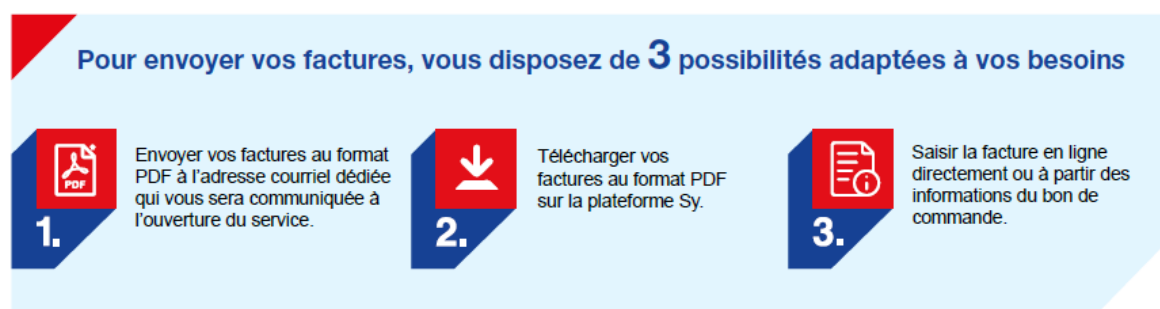 Pour envoyer vos factures, vous disposez de 3 possibilités adaptées à vos besoins
PDF
1.
Envoyer vos factures au format
PDF à l'adresse courriel dédiée
qui vous sera communiquée à
l'ouverture du service.
2.
Télécharger vos
factures au format PDF
sur la plateforme Sy.
3.
Saisir la facture en ligne
directement ou à partir des
informations du bon de
commande.